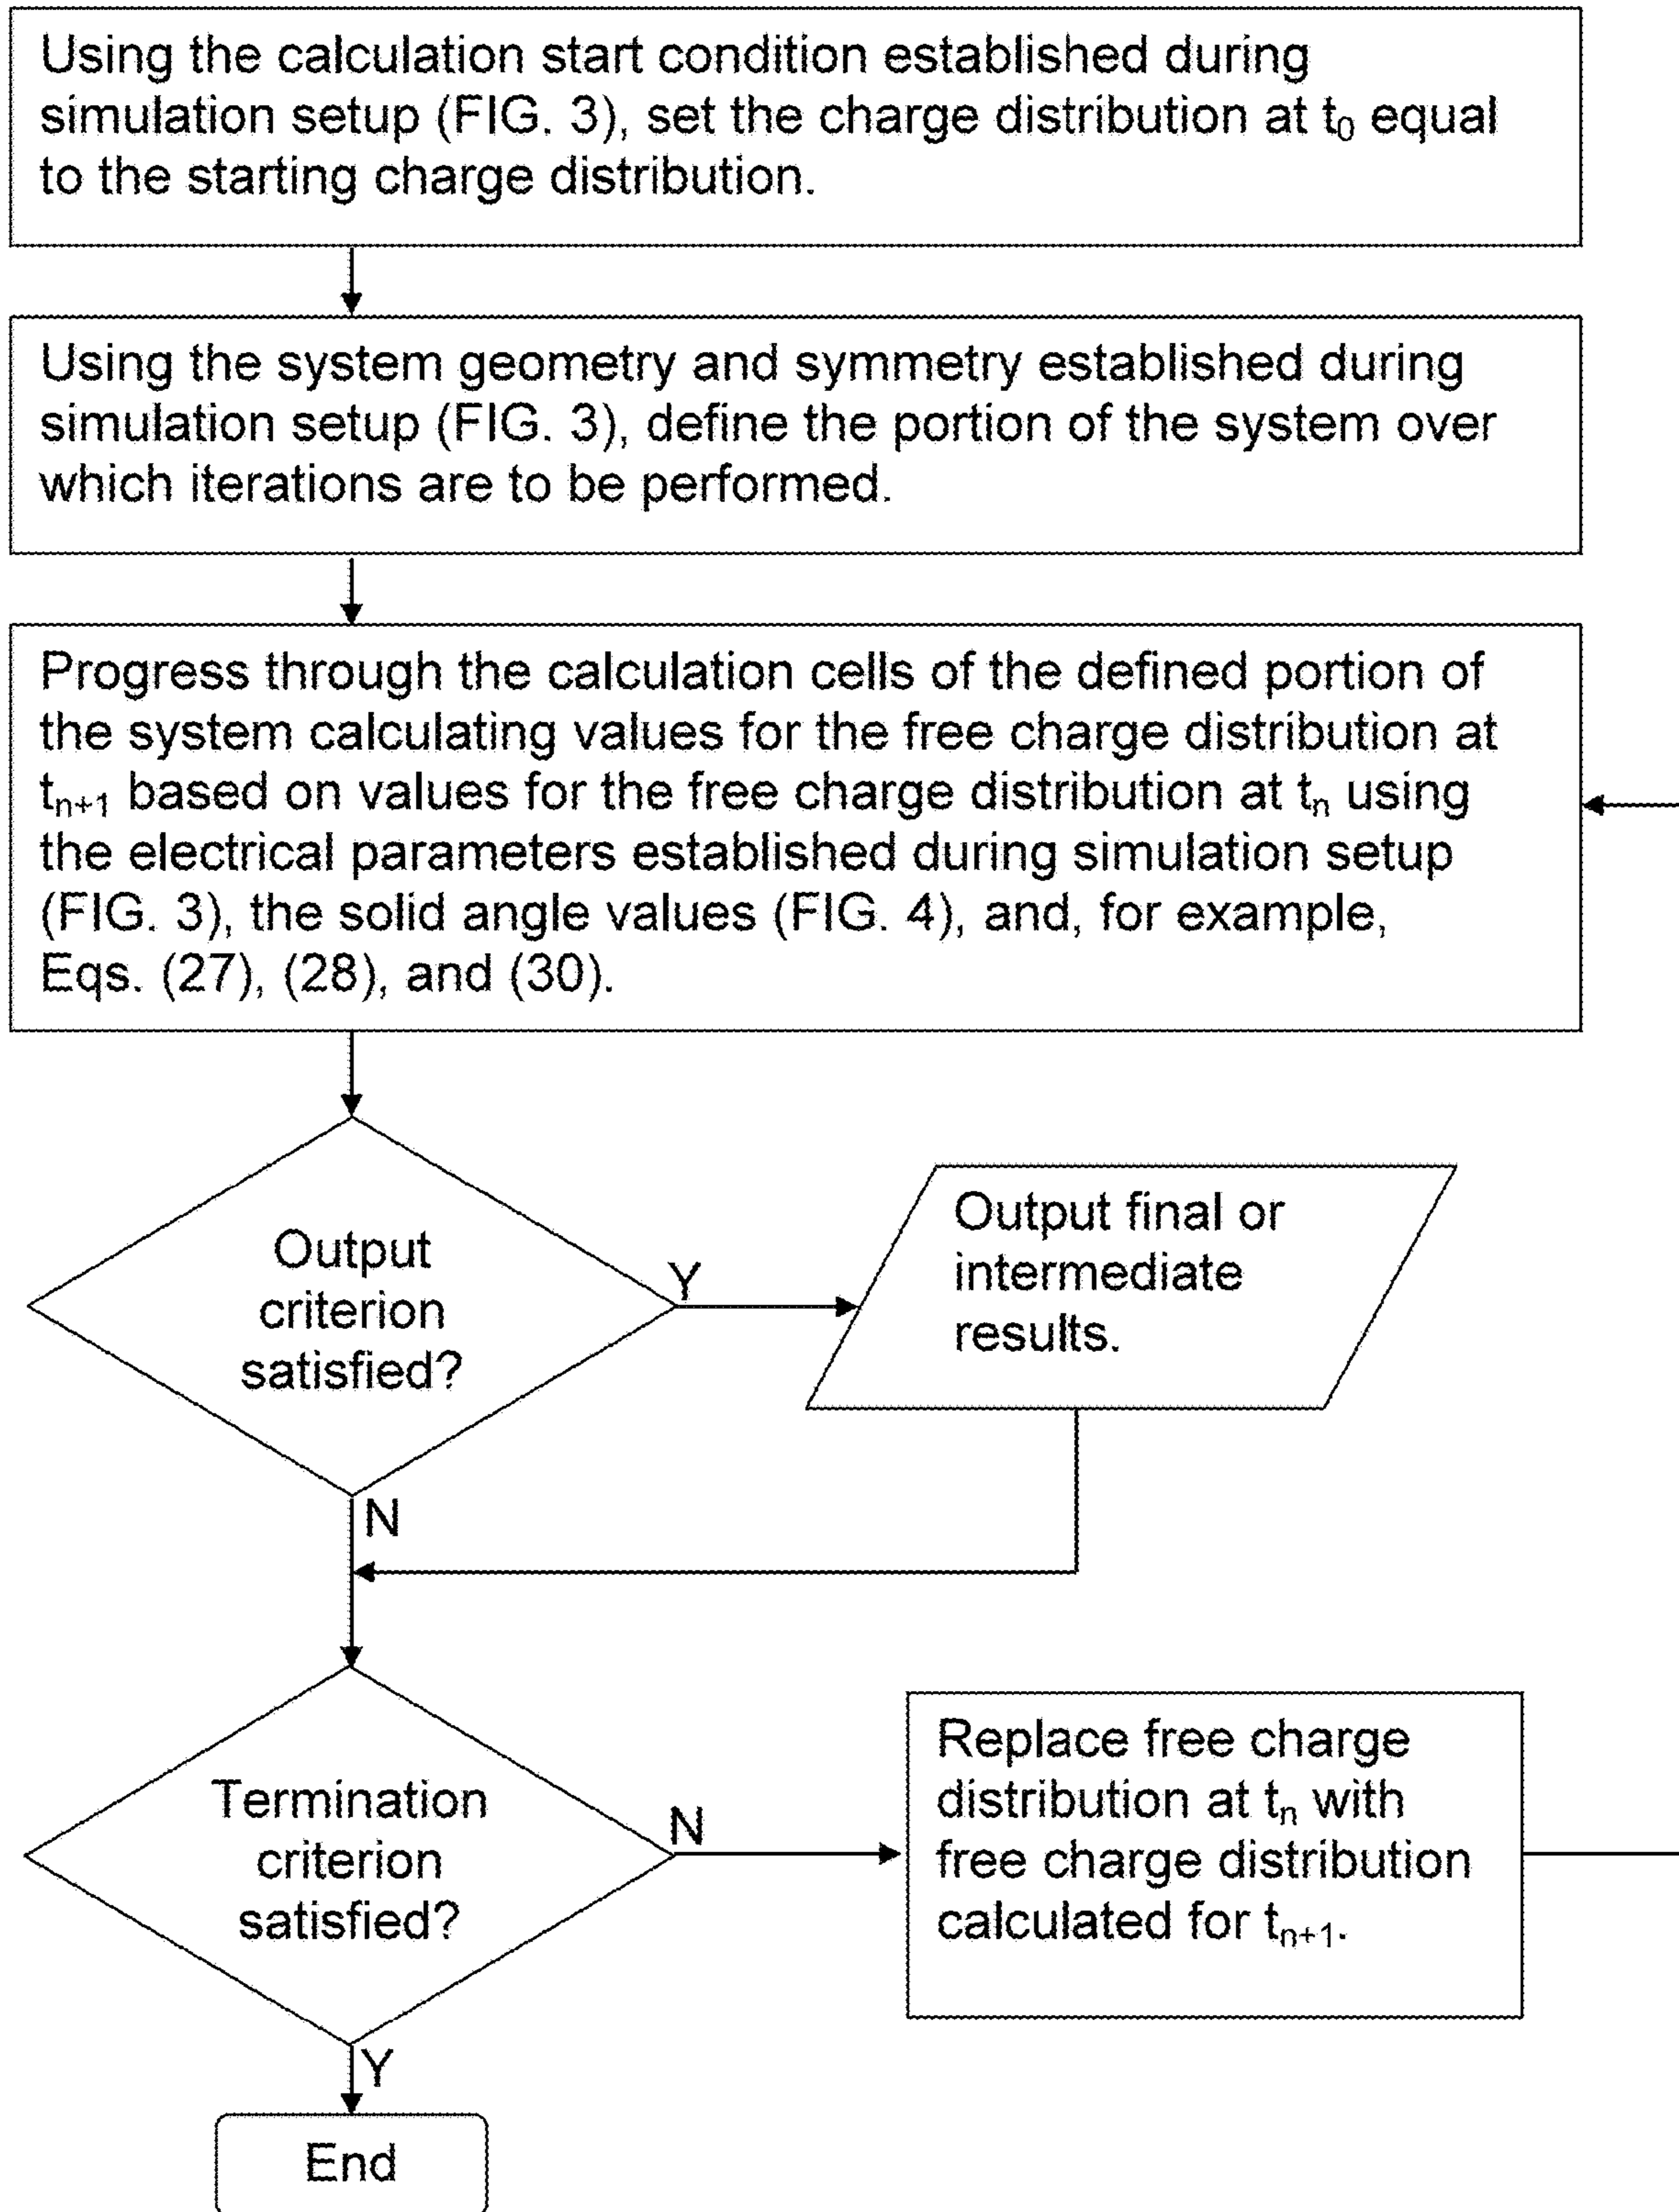 Using the calculation start condition established during
simulation setup (FIG. 3), set the charge distribution at t₀ equal
to the starting charge distribution.
Using the system geometry and symmetry established during
simulation setup (FIG. 3), define the portion of the system over
which iterations are to be performed.
Progress through the calculation cells of the defined portion of
the system calculating values for the free charge distribution at
tₙ₊₁ based on values for the free charge distribution at tₙ using
the electrical parameters established during simulation setup
(FIG. 3), the solid angle values (FIG. 4), and, for example,
Eqs. (27), (28), and (30).
Output
criterion
satisfied?
Y
Output final or
intermediate
results.
N
Termination
criterion
satisfied?
N
Replace free charge
distribution at tₙ with
free charge distribution
calculated for tₙ₊₁.
Y
End